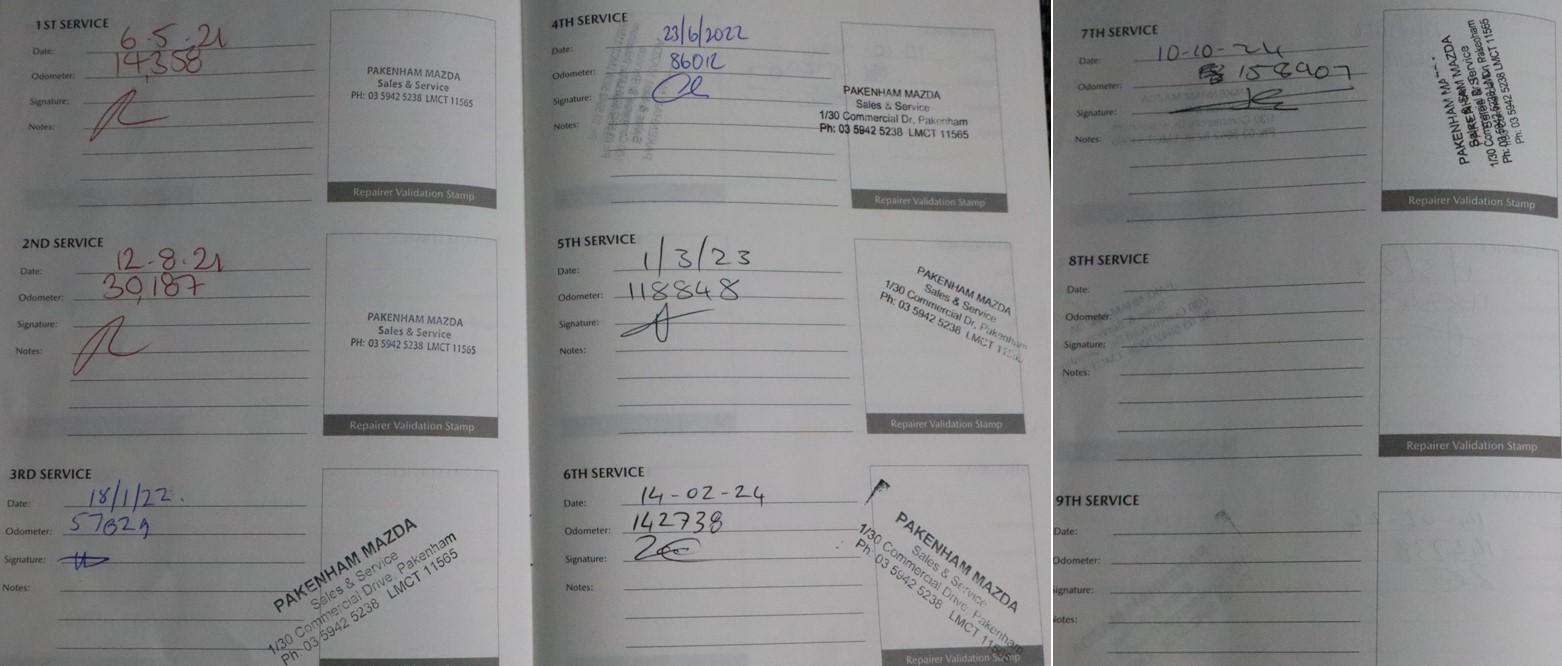 1ST SERVICE
Date: 6.5.21
Odometer: 14,358
Signature:
Notes:
PAKENHAM MAZDA
Sales & Service
PH: 03 5942 5238 LMCT 11565
Repairer Validation Stamp
2ND SERVICE
Date: 12.8.21
Odometer: 30,187
Signature:
Notes:
PAKENHAM MAZDA
Sales & Service
PH: 03 5942 5238 LMCT 11565
Repairer Validation Stamp
3RD SERVICE
Date: 18/1/22.
Odometer:
Signature:
Notes:
PAKENHAM MAZDA
Sales & Service
1/30 Commercial Drive, Pakenham
Ph: 03 5942 5238 LMCT 11565
4TH SERVICE
Date: 23/6/2022
Odometer: 86012
Signature:
Notes:
PAKENHAM MAZDA
Sales & Service
1/30 Commercial Dr, Pakenham
Ph: 03 5942 5238 LMCT 11565
Repairer Validation Stamp
5TH SERVICE
Date: 1/3/23
Odometer: 118848
Signature:
Notes:
PAKENHAM MAZDA
Sales & Service
1/30 Commercial Dr, Pakenham
Ph: 03 5942 5238 LMCT
Repairer Validation Stamp
6TH SERVICE
Date: 14-02-24
Odometer: 142738
Signature:
Notes:
PAKENHAM MAZDA
Sales & Service
1/30 Commercial Drive, Pakenham
Ph: 03 5942 5238 LMCT
Repairer Validation Stamp
7TH SERVICE
Date: 10-10-24
Odometer: 158907
Signature:
Notes:
PAKENHAM MAZDA
Repairer Validation Stamp
8TH SERVICE
Date:
Odometer:
Signature:
Notes:
Repairer Validation Stamp
9TH SERVICE
Date:
Odometer:
ignature:
otes: